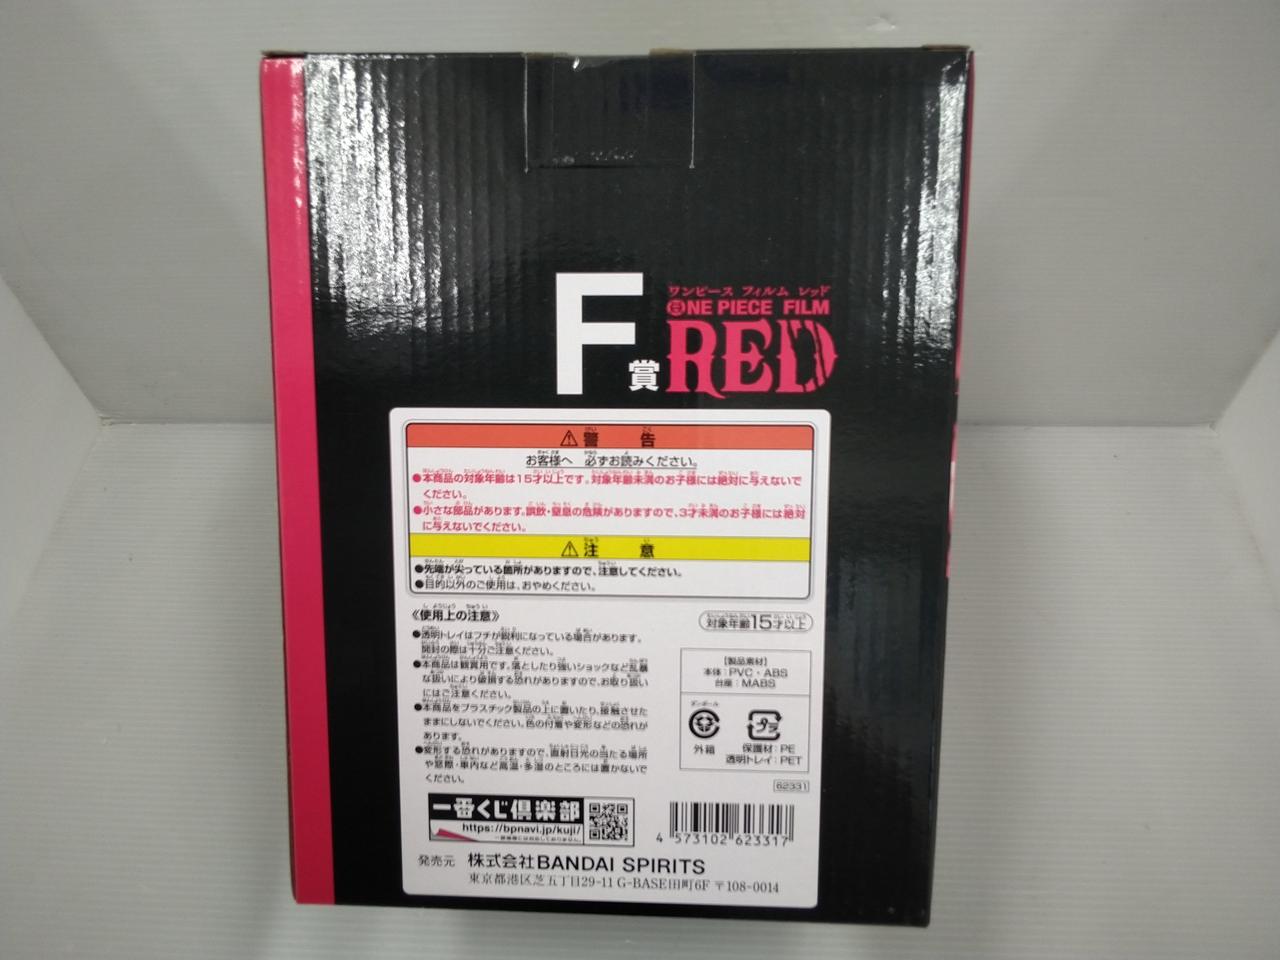 F賞
ワンピース フィルム レッド
ONE PIECE FILM
RED
⚠警告
お客様へ 必ずお読みください。
●本商品の対象年齢は15才以上です。対象年齢未満のお子様には絶対に与えないで
ください。
●小さな部品があります。誤飲・窒息の危険がありますので、3才未満のお子様には絶対
に与えないでください。
⚠注意
●先端が尖っている箇所がありますので、注意してください。
●目的以外のご使用は、おやめください。
《使用上の注意》
●透明トレイはフチが鋭利になっている場合があります。
開封の際は十分ご注意ください。
●本商品は観賞用です。落としたり強いショックなど乱暴
な扱いにより破損する恐れがありますので、お取り扱い
にはご注意ください。
●本商品をプラスチック製品の上に置いたり、接触させた
ままにしないでください。色の付着や変形などの恐れが
あります。
●変形する恐れがありますので、直射日光の当たる場所
や窓際・車内など高温・多湿のところには置かないで
ください。
対象年齢15才以上
【製品素材】
本体:PVC・ABS
台座:MABS
ダンボール
外箱
プラ
保護材:PE
透明トレイ:PET
62331
一番くじ倶楽部
https://bpnavi.jp/kuji/
4 573102 623317
発売元 株式会社BANDAI SPIRITS
東京都港区芝五丁目29-11 G-BASE田町6F 〒108-0014